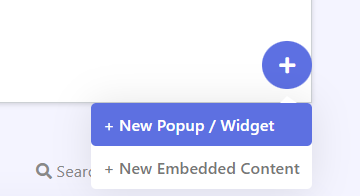 + New Popup / Widget
+ New Embedded Content